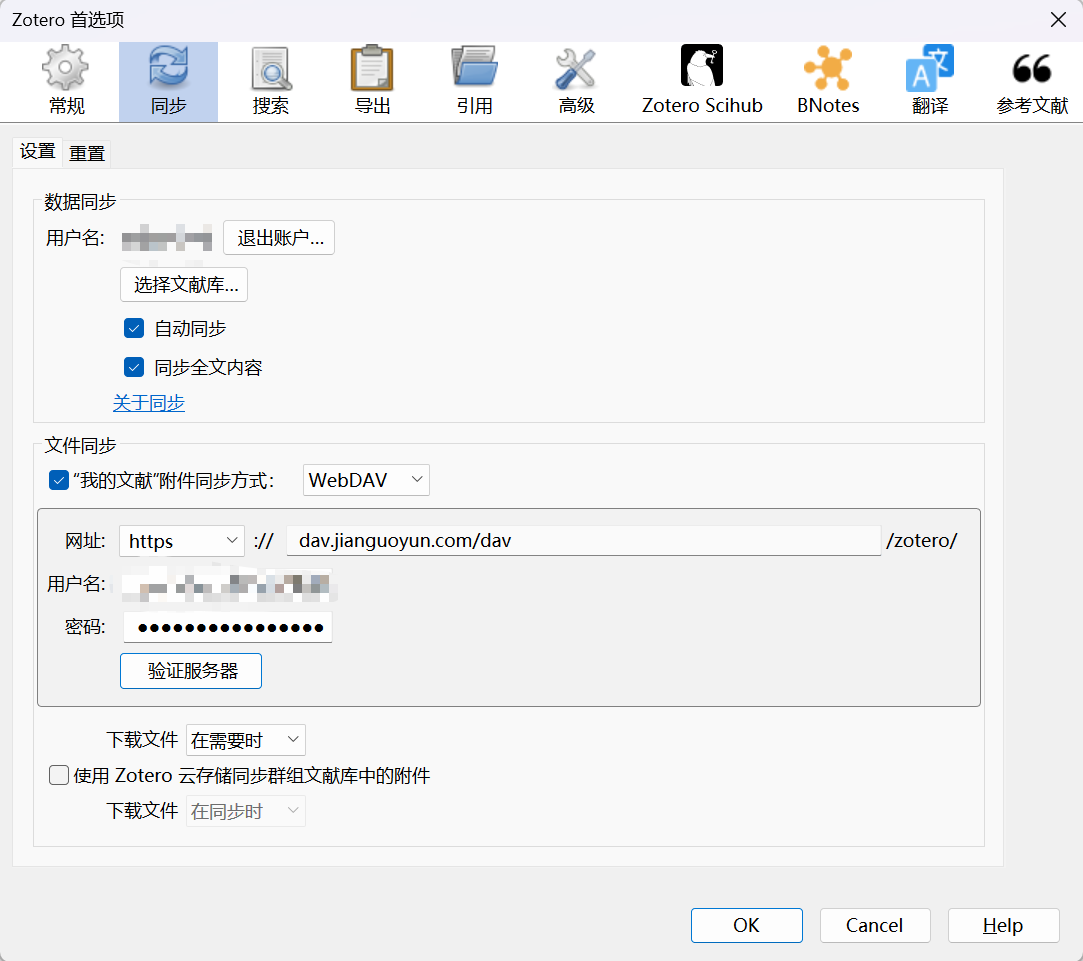 Zotero 首选项
常规 同步 搜索 导出 引用 高级 Zotero Scihub BNotes 翻译 参考文献
设置 重置
数据同步
用户名: 退出账户...
选择文献库...
自动同步
同步全文内容
关于同步
文件同步
“我的文献”附件同步方式： WebDAV
网址: https :// dav.jianguoyun.com/dav /zotero/
用户名:
密码: ●●●●●●●●●●●●●●●●
验证服务器
下载文件 在需要时
使用 Zotero 云存储同步群组文献库中的附件
下载文件 在同步时
OK Cancel Help